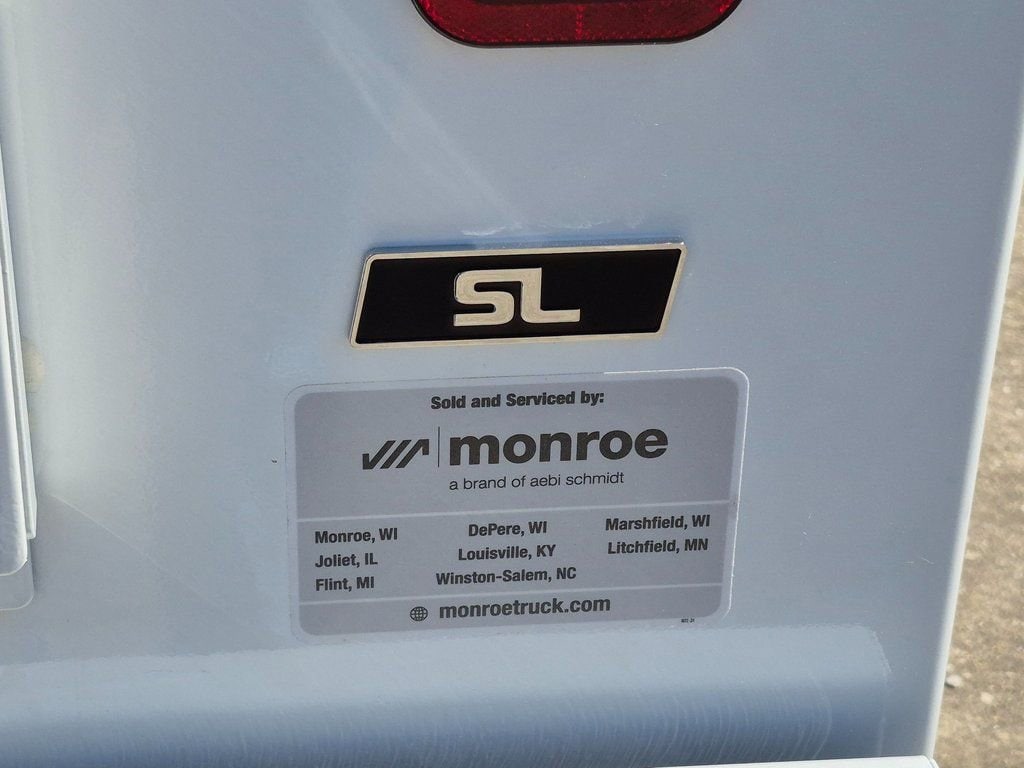 SL
Sold and Serviced by:
monroe
a brand of aebi schmidt
Monroe, WI DePere, WI Marshfield, WI
Joliet, IL Louisville, KY Litchfield, MN
Flint, MI Winston-Salem, NC
monroetruck.com